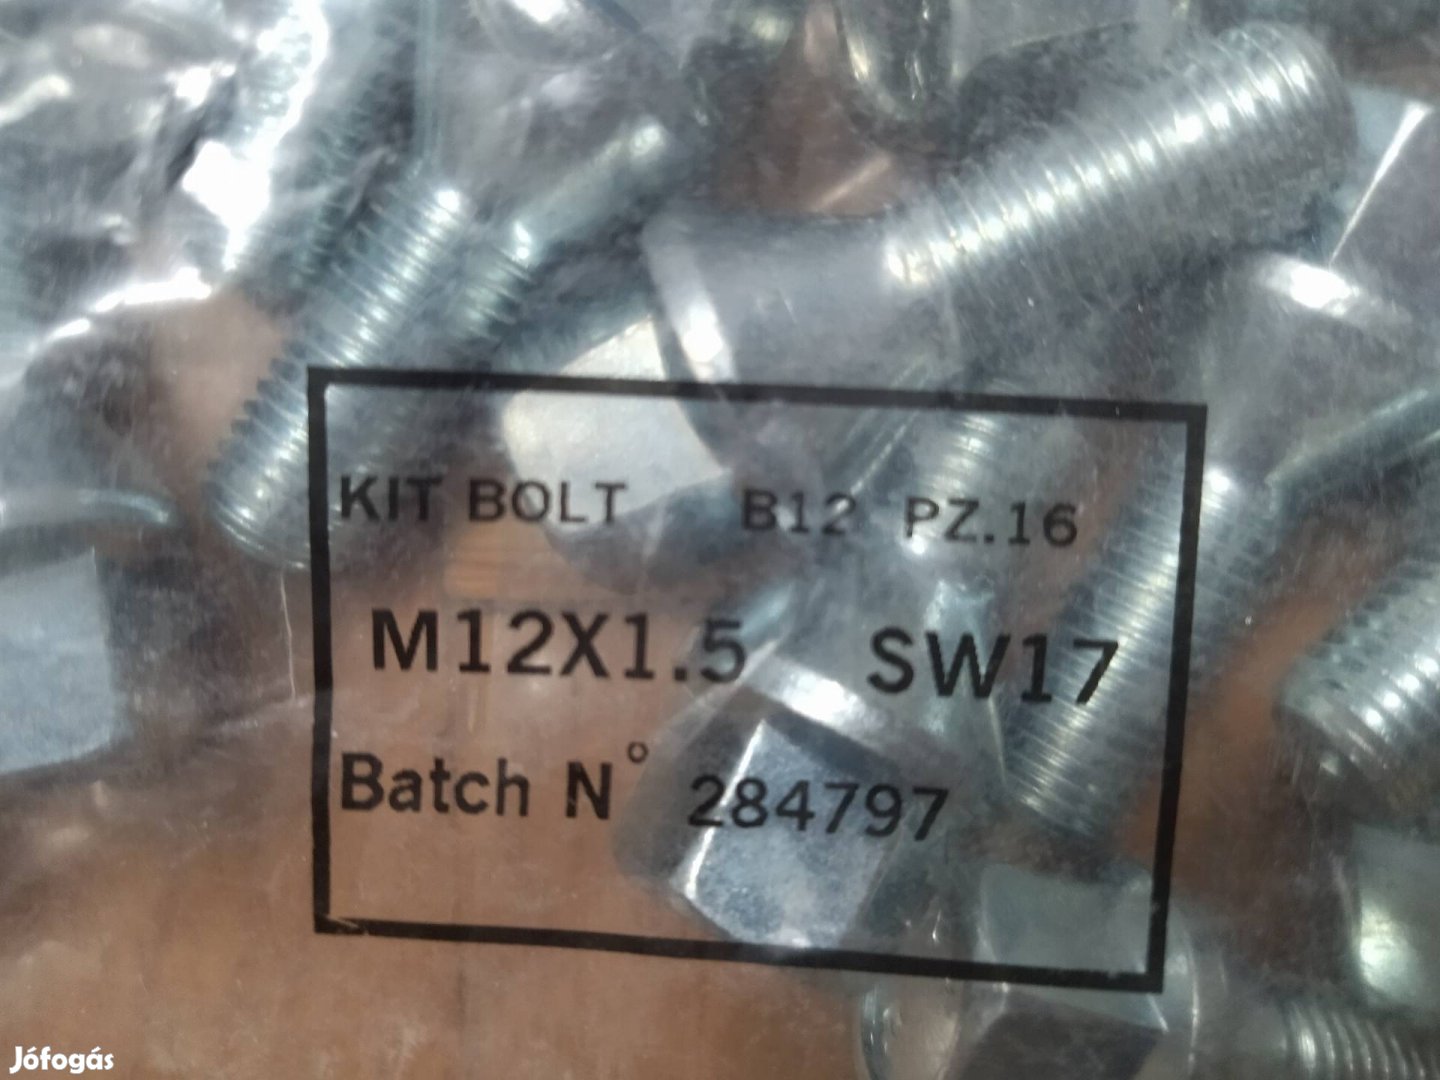 KIT BOLT B12 PZ.16
M12X1.5 SW17
Batch N° 284797
Jófogás